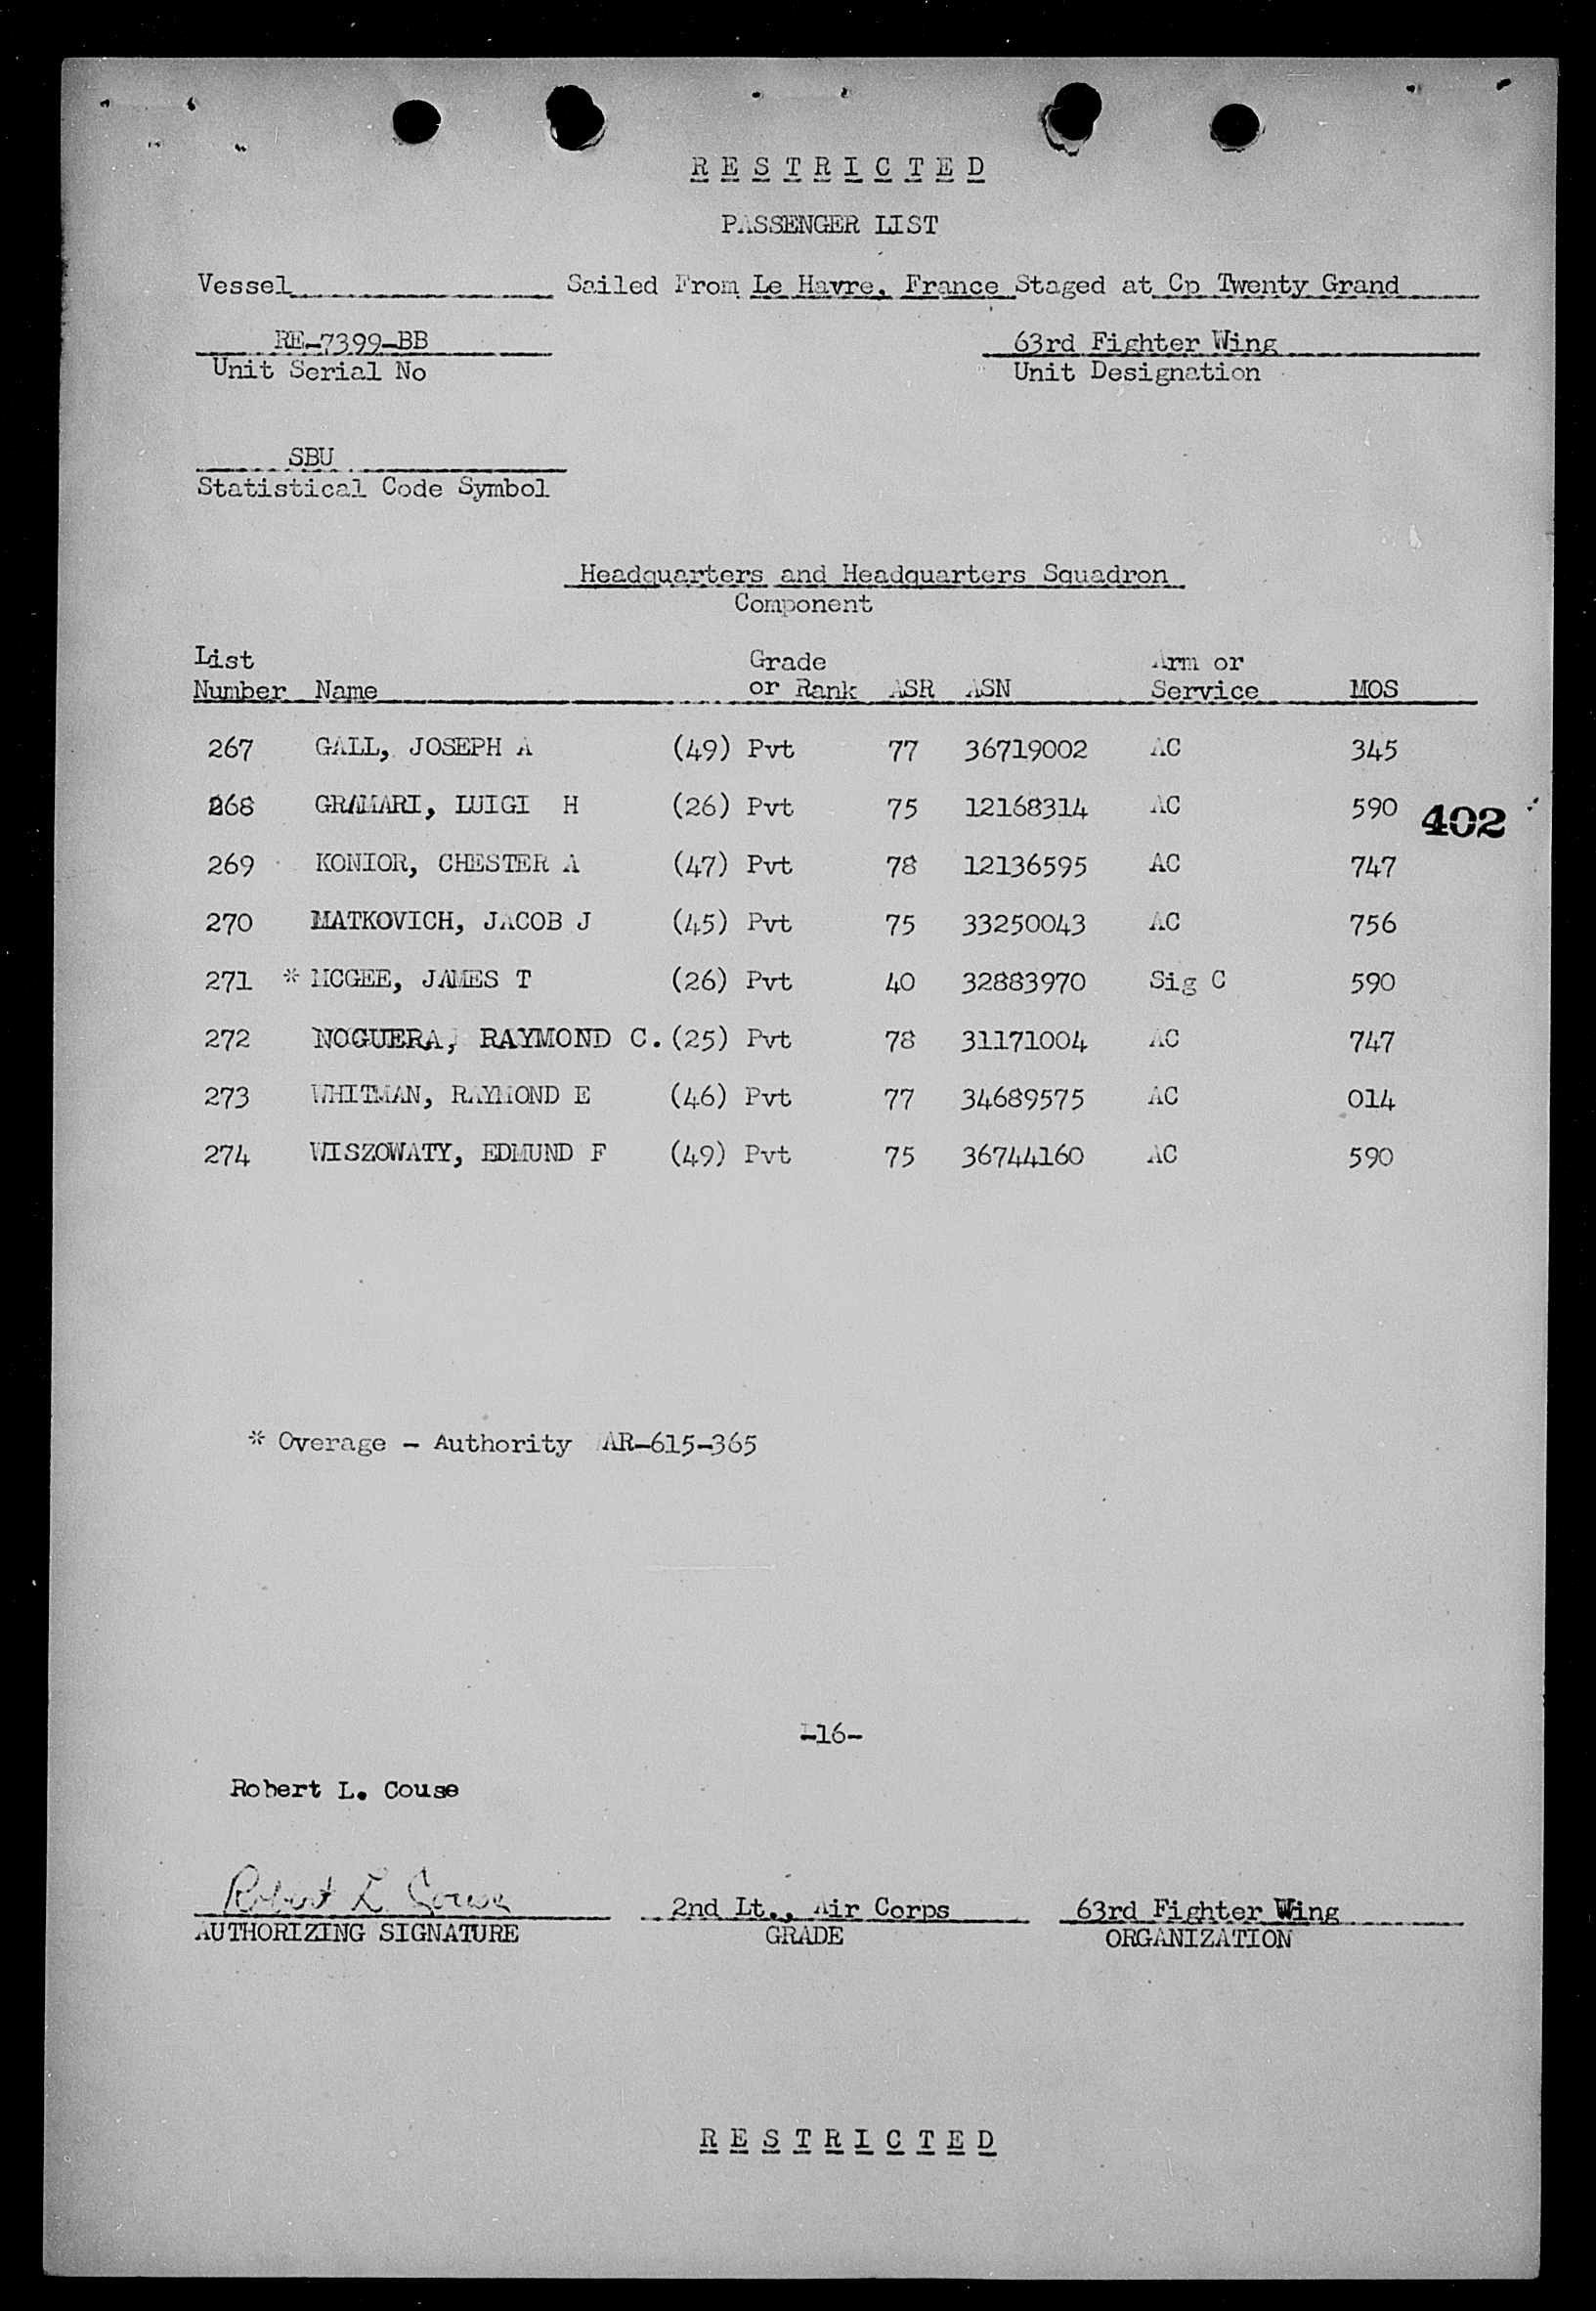 RESTRICTED
PASSENGER LIST
Vessel Sailed From Le Havre, France Staged at Cp Twenty Grand
RE-7399-BB 63rd Fighter Wing
Unit Serial No Unit Designation
SBU
Statistical Code Symbol
Headquarters and Headquarters Squadron
Component
List Grade Arm or
Number Name or Rank ASR ASN Service MOS
267 GALL, JOSEPH A (49) Pvt 77 36719002 AC 345
268 GRAMARI, LUIGI H (26) Pvt 75 12168314 AC 590
402
269 KONIOR, CHESTER A (47) Pvt 78 12136595 AC 747
270 MATKOVICH, JACOB J (45) Pvt 75 33250043 AC 756
271 * MCGEE, JAMES T (26) Pvt 40 32883970 Sig C 590
272 NOGUERA, RAYMOND C. (25) Pvt 78 31171004 AC 747
273 WHITMAN, RAYMOND E (46) Pvt 77 34689575 AC 014
274 WISZOWATY, EDMUND F (49) Pvt 75 36744160 AC 590
* Overage - Authority AR-615-365
-16-
Robert L. Couse
Robert L Couse 2nd Lt., Air Corps 63rd Fighter Wing
AUTHORIZING SIGNATURE GRADE ORGANIZATION
RESTRICTED